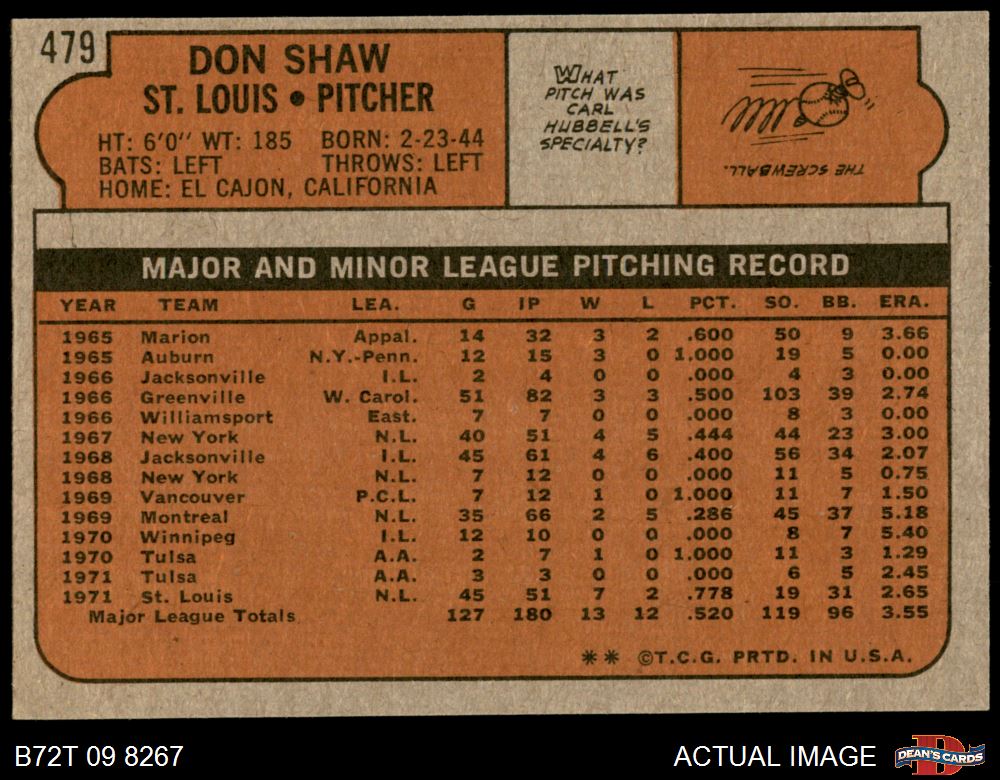 479
DON SHAW
ST. LOUIS • PITCHER
HT: 6'0" WT: 185 BORN: 2-23-44
BATS: LEFT THROWS: LEFT
HOME: EL CAJON, CALIFORNIA
WHAT
PITCH WAS
CARL
HUBBELL'S
SPECIALTY?
THE SCREWBALL.
MAJOR AND MINOR LEAGUE PITCHING RECORD
YEAR TEAM LEA. G IP W L PCT. SO. BB. ERA.
1965 Marion Appal. 14 32 3 2 .600 50 9 3.66
1965 Auburn N.Y.-Penn. 12 15 3 0 1.000 19 5 0.00
1966 Jacksonville I.L. 2 4 0 0 .000 4 3 0.00
1966 Greenville W. Carol. 51 82 3 3 .500 103 39 2.74
1966 Williamsport East. 7 7 0 0 .000 8 3 0.00
1967 New York N.L. 40 51 4 5 .444 44 23 3.00
1968 Jacksonville I.L. 45 61 4 6 .400 56 34 2.07
1968 New York N.L. 7 12 0 0 .000 11 5 0.75
1969 Vancouver P.C.L. 7 12 1 0 1.000 11 7 1.50
1969 Montreal N.L. 35 66 2 5 .286 45 37 5.18
1970 Winnipeg I.L. 12 10 0 0 .000 8 7 5.40
1970 Tulsa A.A. 2 7 1 0 1.000 11 3 1.29
1971 Tulsa A.A. 3 3 0 0 .000 6 5 2.45
1971 St. Louis N.L. 45 51 7 2 .778 19 31 2.65
Major League Totals 127 180 13 12 .520 119 96 3.55
** ©T.C.G. PRTD. IN U.S.A.
B72T 09 8267 ACTUAL IMAGE
DEAN'S CARDS